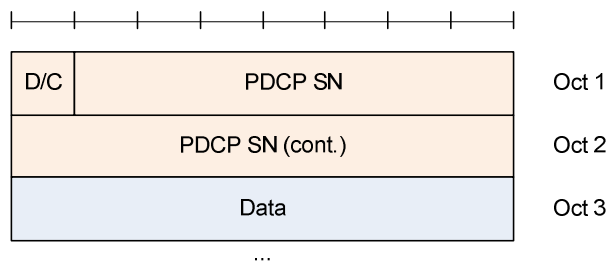 D/C PDCP SN Oct 1
PDCP SN (cont.) Oct 2
Data Oct 3
...